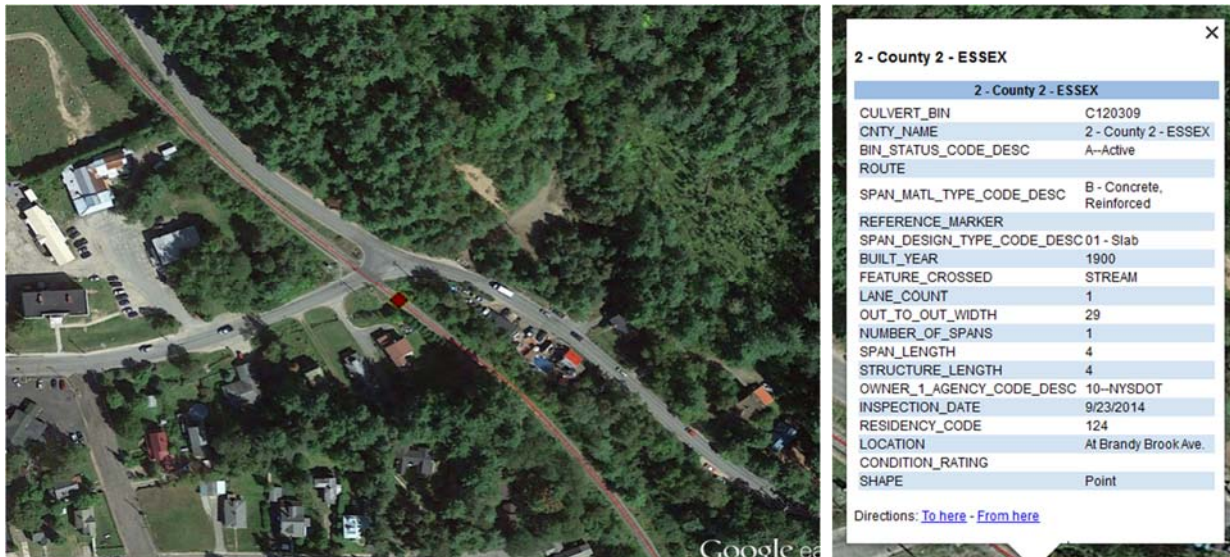 Google ea
×
2 - County 2 - ESSEX
2 - County 2 - ESSEX
CULVERT_BIN C120309
CNTY_NAME 2 - County 2 - ESSEX
BIN_STATUS_CODE_DESC A--Active
ROUTE
SPAN_MATL_TYPE_CODE_DESC B - Concrete,
Reinforced
REFERENCE_MARKER
SPAN_DESIGN_TYPE_CODE_DESC 01 - Slab
BUILT_YEAR 1900
FEATURE_CROSSED STREAM
LANE_COUNT 1
OUT_TO_OUT_WIDTH 29
NUMBER_OF_SPANS 1
SPAN_LENGTH 4
STRUCTURE_LENGTH 4
OWNER_1_AGENCY_CODE_DESC 10--NYSDOT
INSPECTION_DATE 9/23/2014
RESIDENCY_CODE 124
LOCATION At Brandy Brook Ave.
CONDITION_RATING
SHAPE Point
Directions: To here - From here